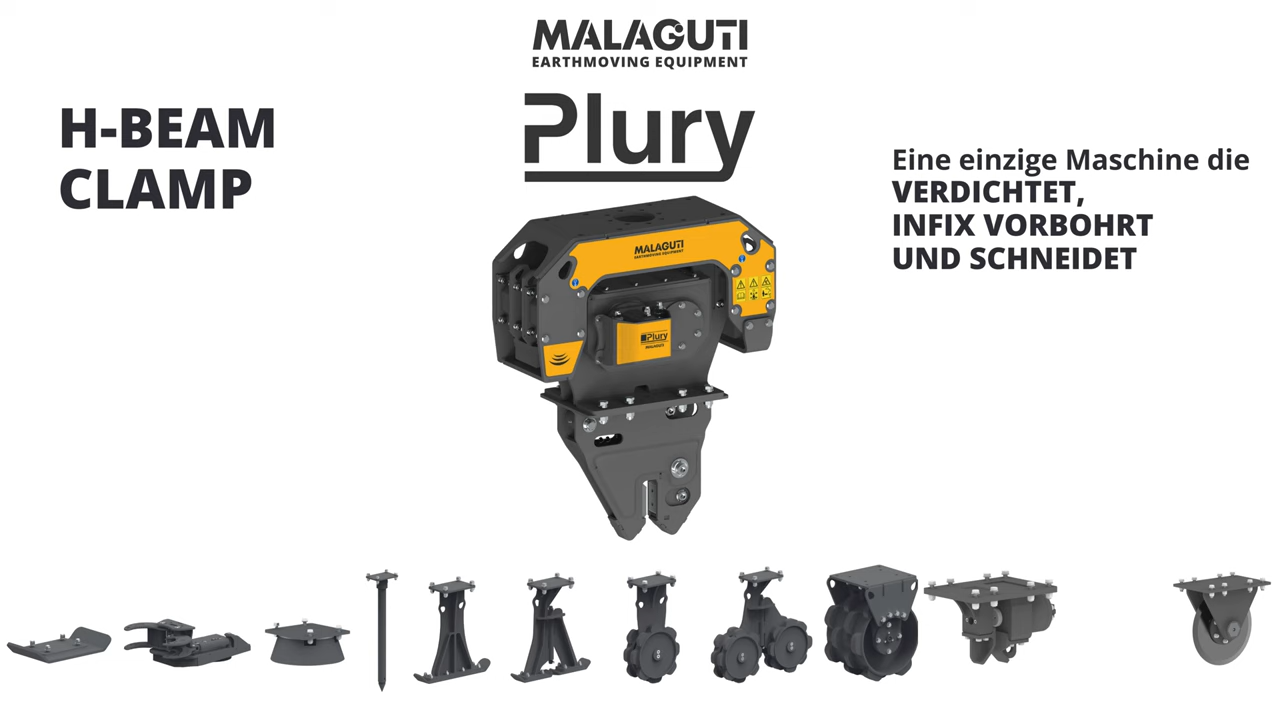 MALAGUTI
EARTHMOVING EQUIPMENT
Plury
H-BEAM
CLAMP
Eine einzige Maschine die
VERDICHTET,
INFIX VORBOHRT
UND SCHNEIDET
MALAGUTI
EARTHMOVING EQUIPMENT
Plury
MALAGUTI